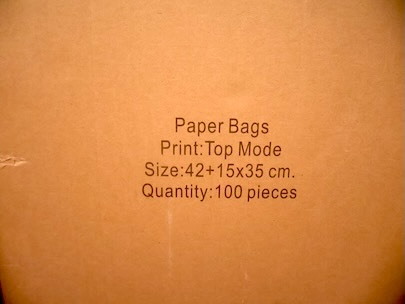 Paper Bags
Print:Top Mode
Size:42+15x35 cm.
Quantity:100 pieces